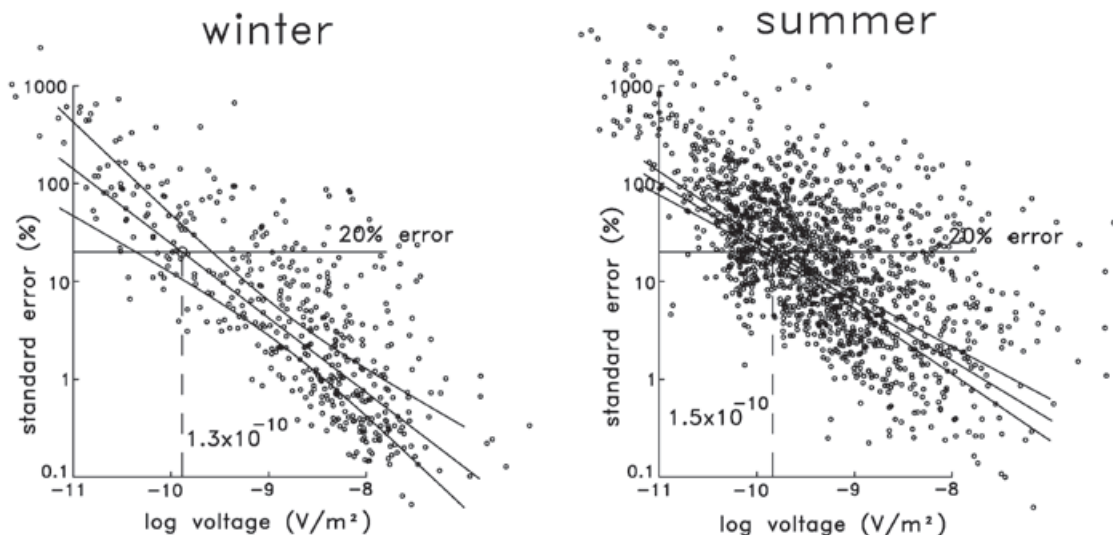 winter
1000
100
10
1
0.1
standard error (%)
20% error
1.3x10⁻¹⁰
-11
-10
-9
-8
log voltage (V/m²)
summer
1000
100
10
1
0.1
standard error (%)
20% error
1.5x10⁻¹⁰
-11
-10
-9
-8
log voltage (V/m²)